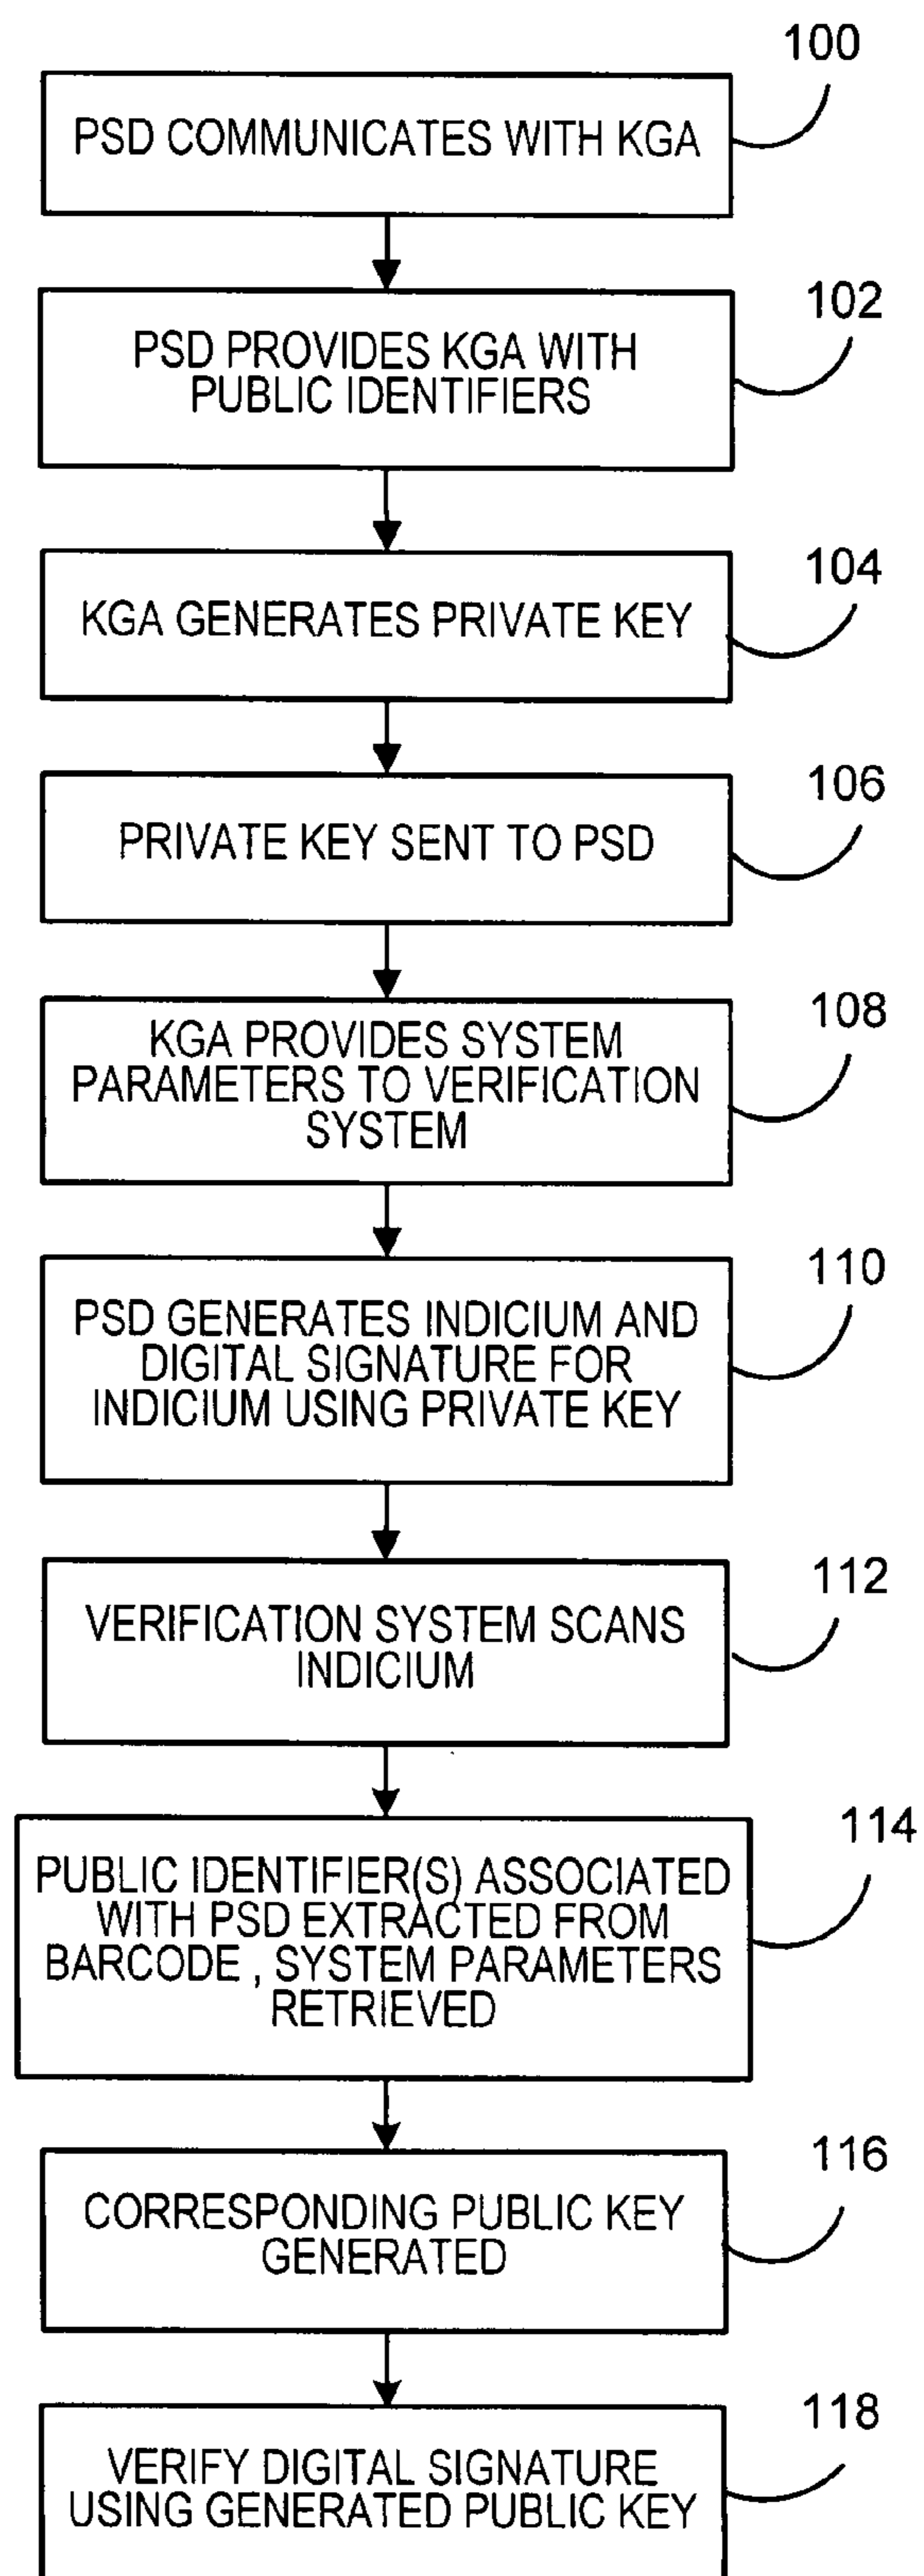 100
PSD COMMUNICATES WITH KGA
102
PSD PROVIDES KGA WITH
PUBLIC IDENTIFIERS
104
KGA GENERATES PRIVATE KEY
106
PRIVATE KEY SENT TO PSD
108
KGA PROVIDES SYSTEM
PARAMETERS TO VERIFICATION
SYSTEM
110
PSD GENERATES INDICIUM AND
DIGITAL SIGNATURE FOR
INDICIUM USING PRIVATE KEY
112
VERIFICATION SYSTEM SCANS
INDICIUM
114
PUBLIC IDENTIFIER(S) ASSOCIATED
WITH PSD EXTRACTED FROM
BARCODE , SYSTEM PARAMETERS
RETRIEVED
116
CORRESPONDING PUBLIC KEY
GENERATED
118
VERIFY DIGITAL SIGNATURE
USING GENERATED PUBLIC KEY